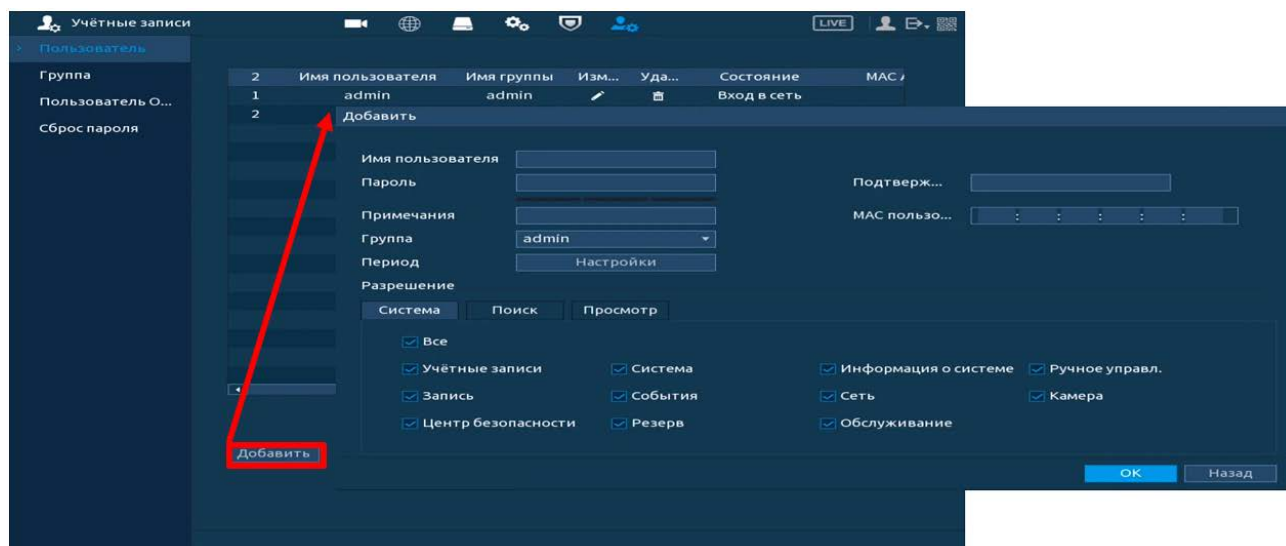 Учётные записи
LIVE
Пользователь
Группа
Пользователь О...
Сброс пароля
2 Имя пользователя Имя группы Изм... Уда... Состояние MAC
1 admin admin Вход в сеть
2
Добавить
Имя пользователя
Пароль Подтверж...
Примечания MAC пользо... : : : : :
Группа admin
Период Настройки
Разрешение
Система Поиск Просмотр
Все
Учётные записи Система Информация о системе Ручное управл.
Запись События Сеть Камера
Центр безопасности Резерв Обслуживание
Добавить
OK Назад